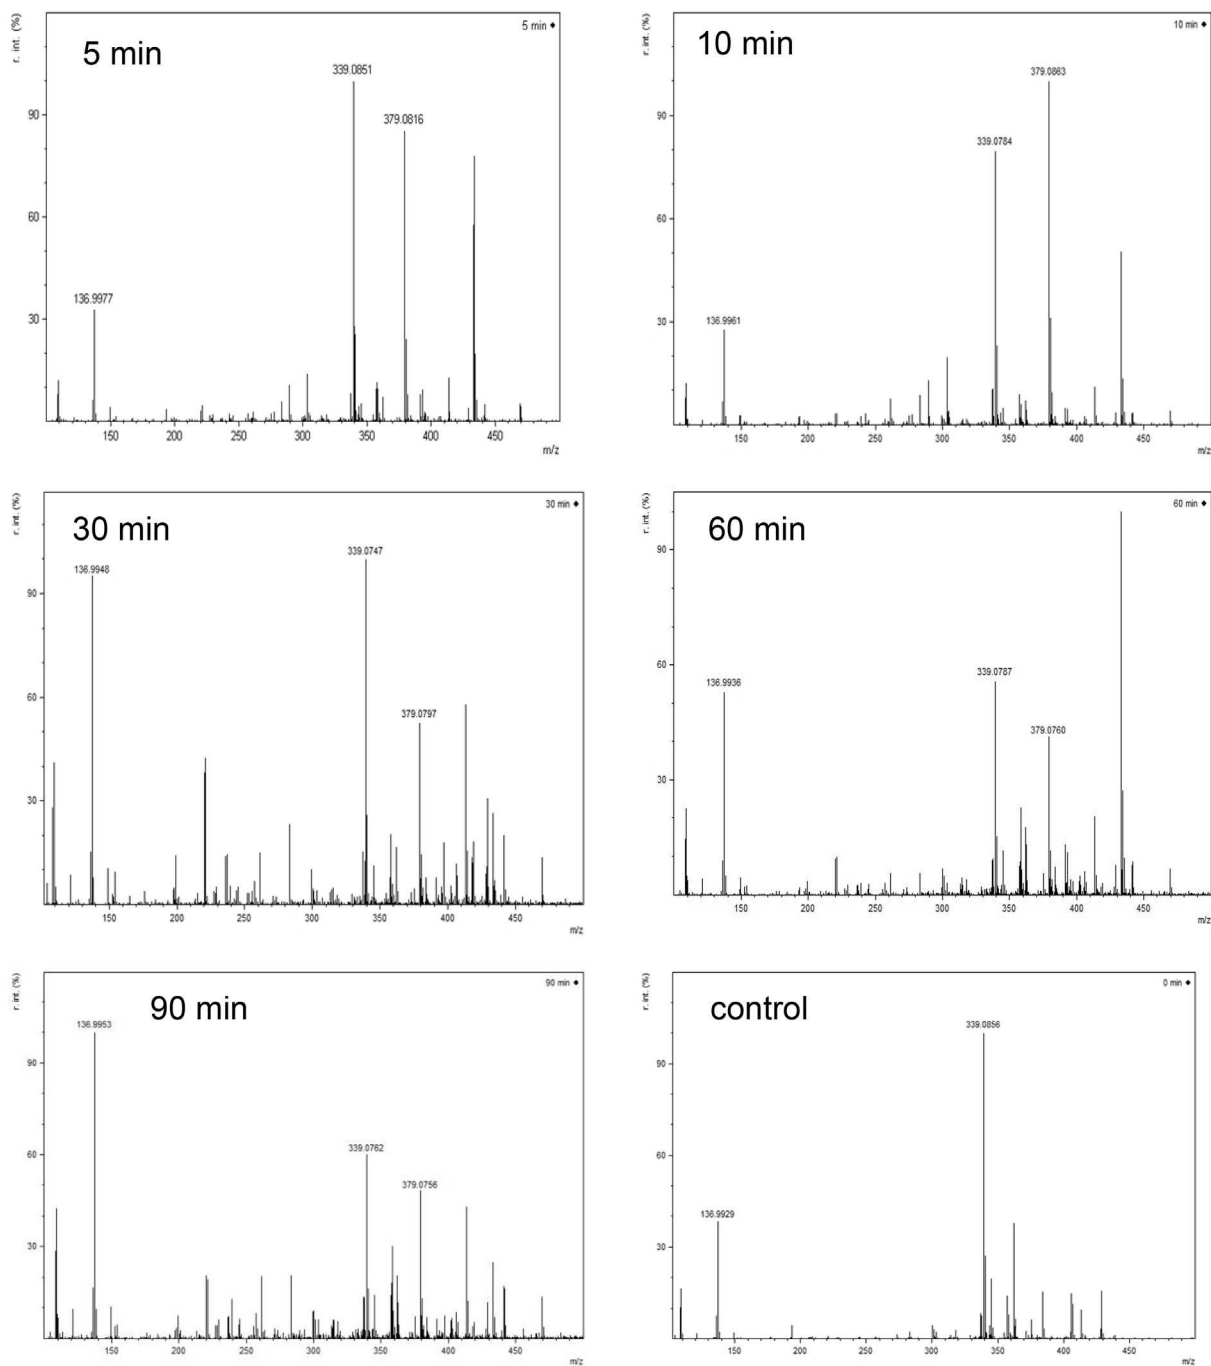 5 min
5 min ◆
r. int. (%)
339.0851
379.0816
136.9977
90
60
30
150 200 250 300 350 400 450
m/z
10 min
10 min ◆
r. int. (%)
379.0863
339.0784
136.9961
90
60
30
150 200 250 300 350 400 450
m/z
30 min
30 min ◆
r. int. (%)
339.0747
136.9948
379.0797
90
60
30
150 200 250 300 350 400 450
m/z
60 min
60 min ◆
r. int. (%)
339.0787
136.9936
379.0760
90
60
30
150 200 250 300 350 400 450
m/z
90 min
90 min ◆
r. int. (%)
136.9953
339.0762
379.0756
90
60
30
150 200 250 300 350 400 450
m/z
control
0 min ◆
r. int. (%)
339.0856
136.9929
90
60
30
150 200 250 300 350 400 450
m/z